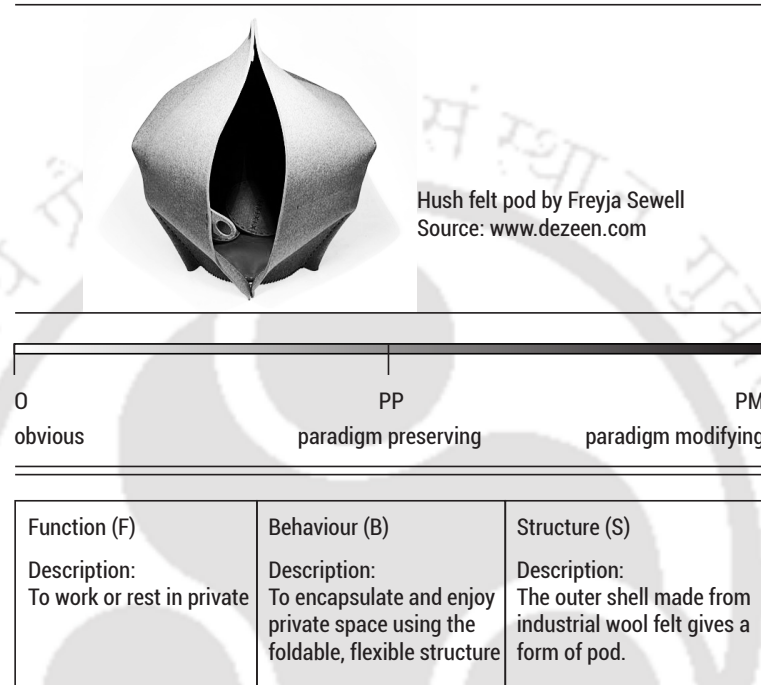 Hush felt pod by Freyja Sewell
Source: www.dezeen.com
O PP PM
obvious paradigm preserving paradigm modifying
Function (F) Behaviour (B) Structure (S)
Description: Description: Description:
To work or rest in private To encapsulate and enjoy The outer shell made from
private space using the industrial wool felt gives a
foldable, flexible structure form of pod.